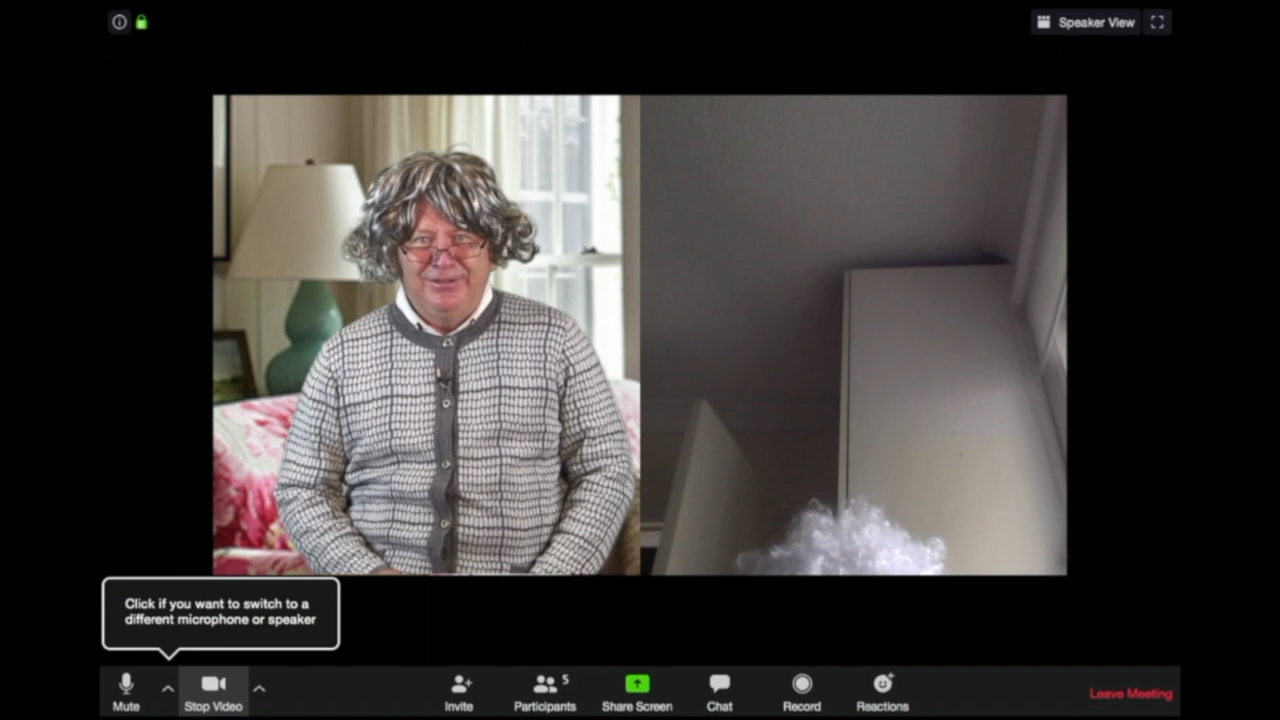 Speaker View
Click if you want to switch to a
different microphone or speaker
5
Mute
Stop Video
Invite
Participants
Share Screen
Chat
Record
Reactions
Leave Meeting